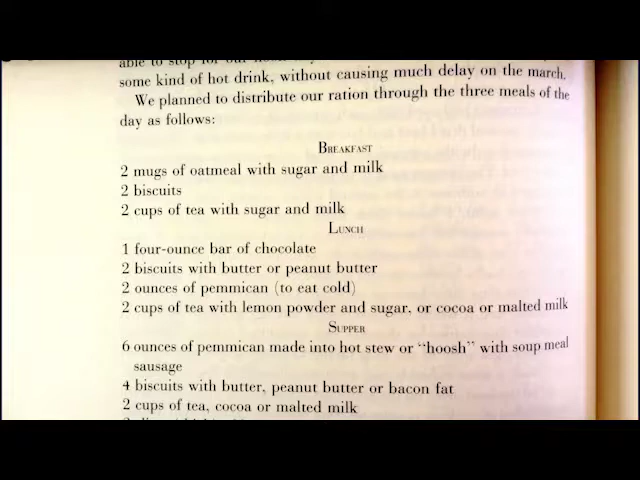 able to stop for our
some kind of hot drink, without causing much delay on the march.
We planned to distribute our ration through the three meals of the
day as follows:
BREAKFAST
2 mugs of oatmeal with sugar and milk
2 biscuits
2 cups of tea with sugar and milk
LUNCH
1 four-ounce bar of chocolate
2 biscuits with butter or peanut butter
2 ounces of pemmican (to eat cold)
2 cups of tea with lemon powder and sugar, or cocoa or malted milk
SUPPER
6 ounces of pemmican made into hot stew or “hoosh” with soup meal
sausage
4 biscuits with butter, peanut butter or bacon fat
2 cups of tea, cocoa or malted milk